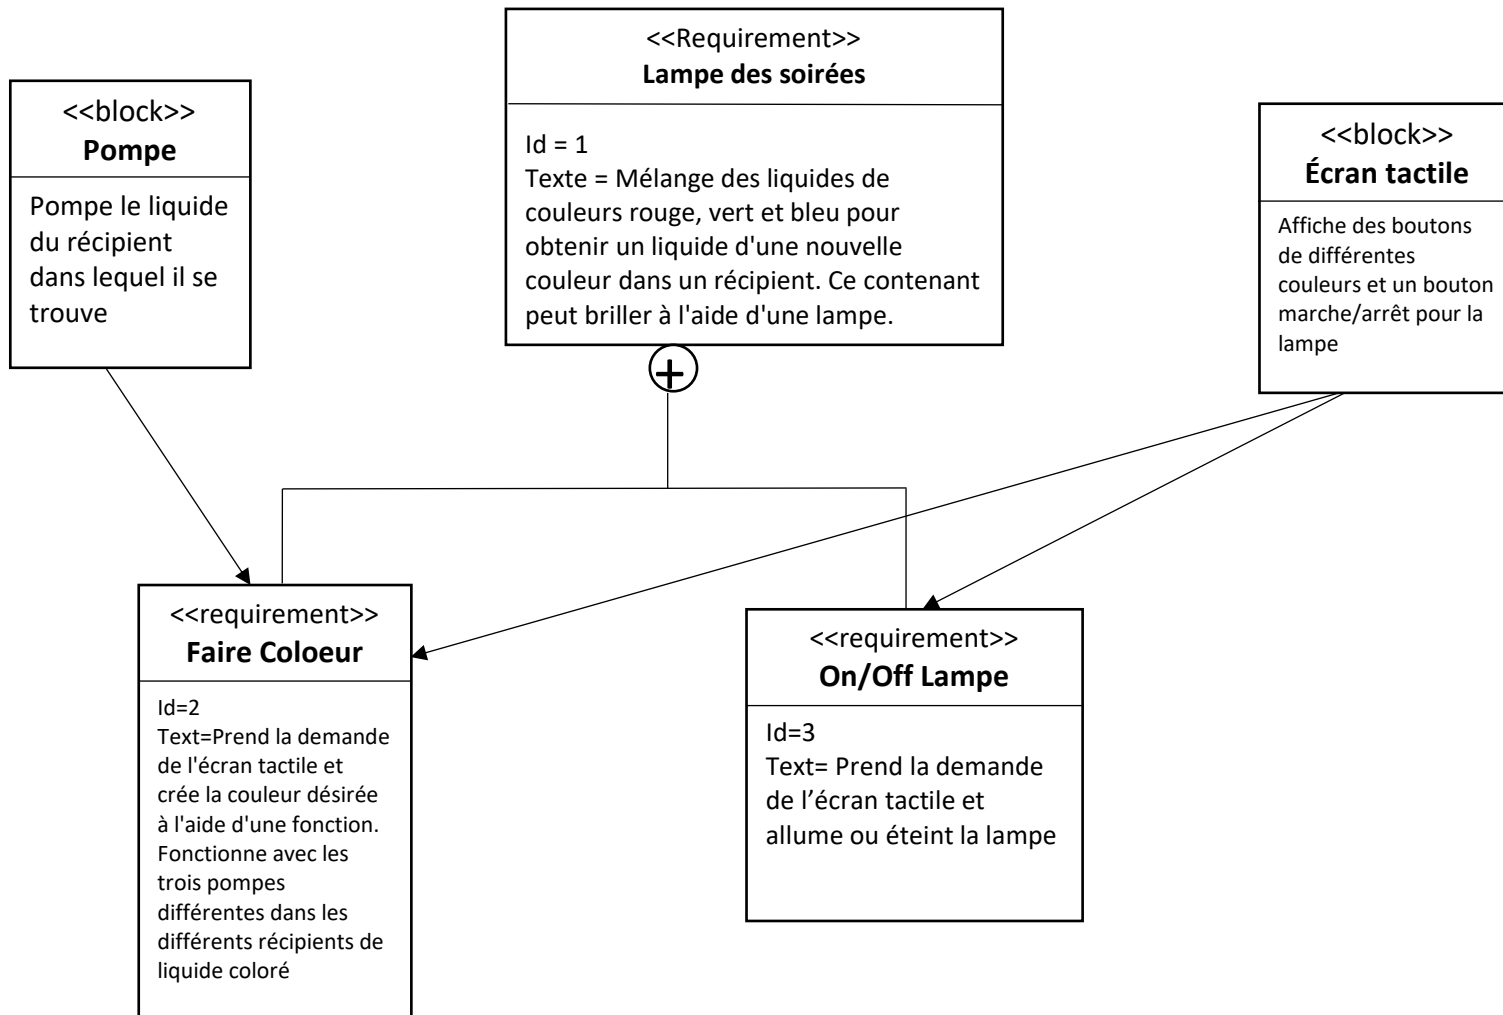 <<Requirement>>
Lampe des soirées
Id = 1
Texte = Mélange des liquides de
couleurs rouge, vert et bleu pour
obtenir un liquide d'une nouvelle
couleur dans un récipient. Ce contenant
peut briller à l'aide d'une lampe.
<<block>>
Pompe
Pompe le liquide
du récipient
dans lequel il se
trouve
<<block>>
Écran tactile
Affiche des boutons
de différentes
couleurs et un bouton
marche/arrêt pour la
lampe
<<requirement>>
Faire Coloeur
Id=2
Text=Prend la demande
de l'écran tactile et
crée la couleur désirée
à l'aide d'une fonction.
Fonctionne avec les
trois pompes
différentes dans les
différents récipients de
liquide coloré
<<requirement>>
On/Off Lampe
Id=3
Text= Prend la demande
de l’écran tactile et
allume ou éteint la lampe